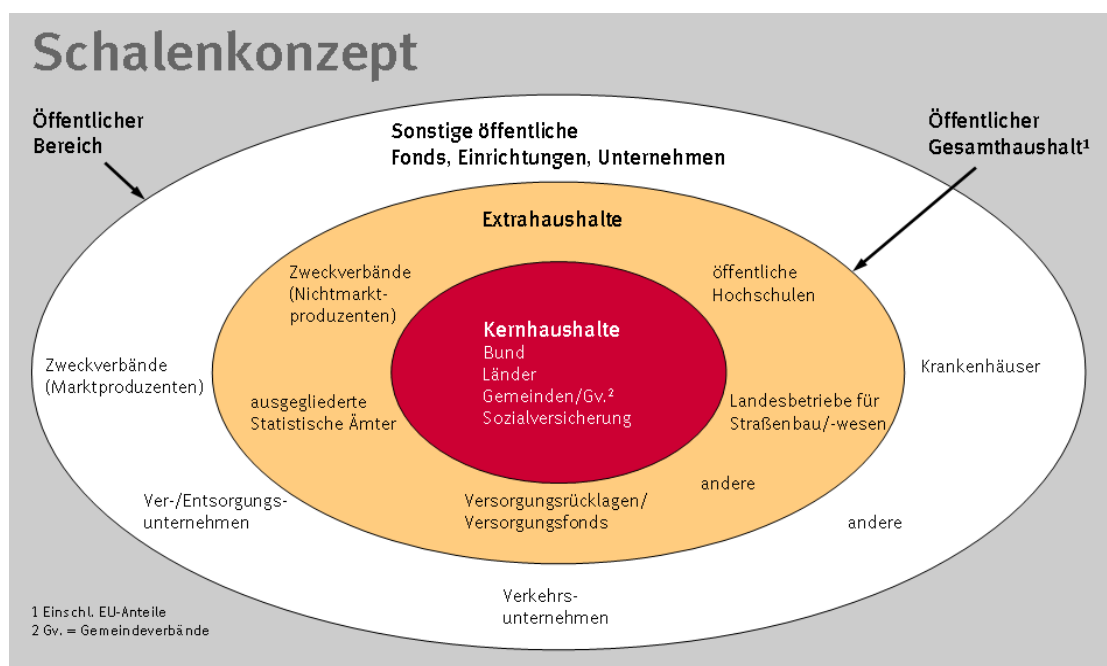 Schalenkonzept
Öffentlicher
Bereich
Sonstige öffentliche
Fonds, Einrichtungen, Unternehmen
Öffentlicher
Gesamthaushalt¹
Extrahaushalte
Zweckverbände
(Nichtmarkt-
produzenten)
öffentliche
Hochschulen
Kernhaushalte
Bund
Länder
Gemeinden/Gv.²
Sozialversicherung
Zweckverbände
(Marktproduzenten)
Krankenhäuser
ausgegliederte
Statistische Ämter
Landesbetriebe für
Straßenbau/-wesen
andere
Ver-/Entsorgungs-
unternehmen
Versorgungsrücklagen/
Versorgungsfonds
andere
Verkehrs-
unternehmen
1 Einschl. EU-Anteile
2 Gv. = Gemeindeverbände